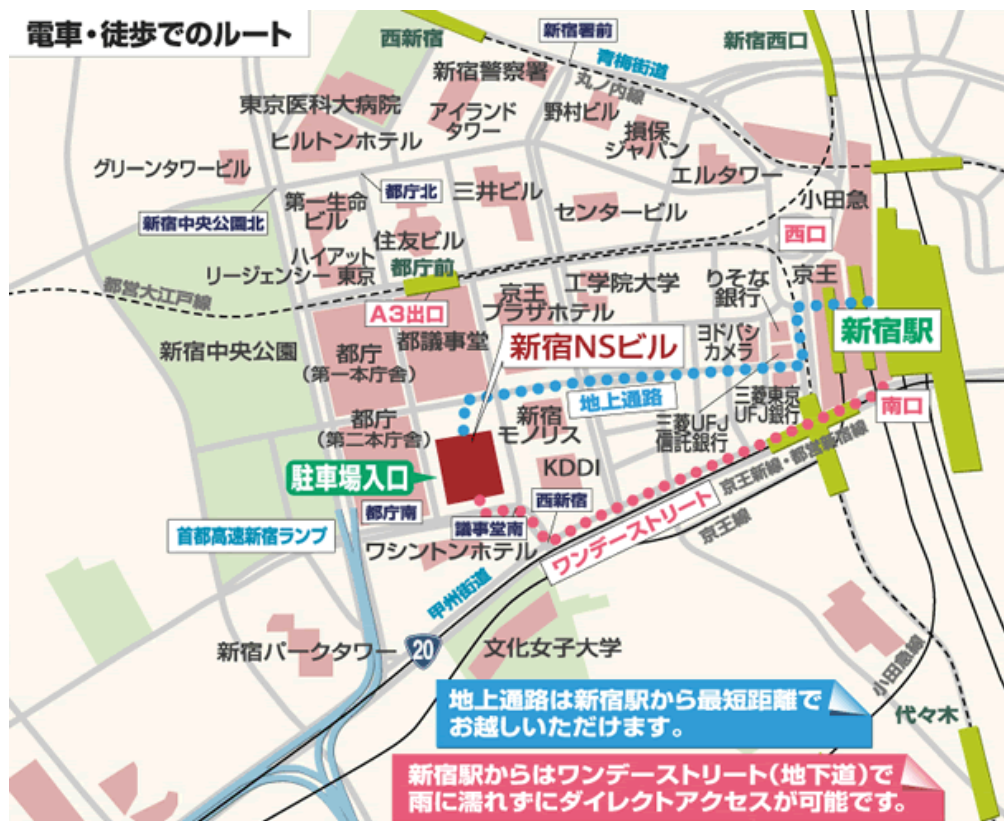 電車・徒歩でのルート
西新宿
新宿署前
青梅街道
新宿西口
新宿警察署
丸ノ内線
東京医科大病院
アイランド
タワー
野村ビル
損保
ジャパン
ヒルトンホテル
グリーンタワービル
エルタワー
都庁北
三井ビル
小田急
第一生命
ビル
新宿中央公園北
センタービル
住友ビル
西口
ハイアット
リージェンシー 東京
都庁前
工学院大学
りそな
銀行
京王
都営大江戸線
A3出口
京王
プラザホテル
新宿駅
新宿中央公園
都庁
(第一本庁舎)
都議事堂
新宿NSビル
ヨドバシ
カメラ
地上通路
三菱東京
UFJ銀行
南口
都庁
(第二本庁舎)
新宿
モノリス
三菱UFJ
信託銀行
駐車場入口
KDDI
京王新線・都営新宿線
西新宿
都庁南
議事堂南
首都高速新宿ランプ
ワシントンホテル
ワンデーストリート
京王線
甲州街道
新宿パークタワー
20
文化女子大学
小田急線
地上通路は新宿駅から最短距離で
お越しいただけます。
代々木
新宿駅からはワンデーストリート(地下道)で
雨に濡れずにダイレクトアクセスが可能です。